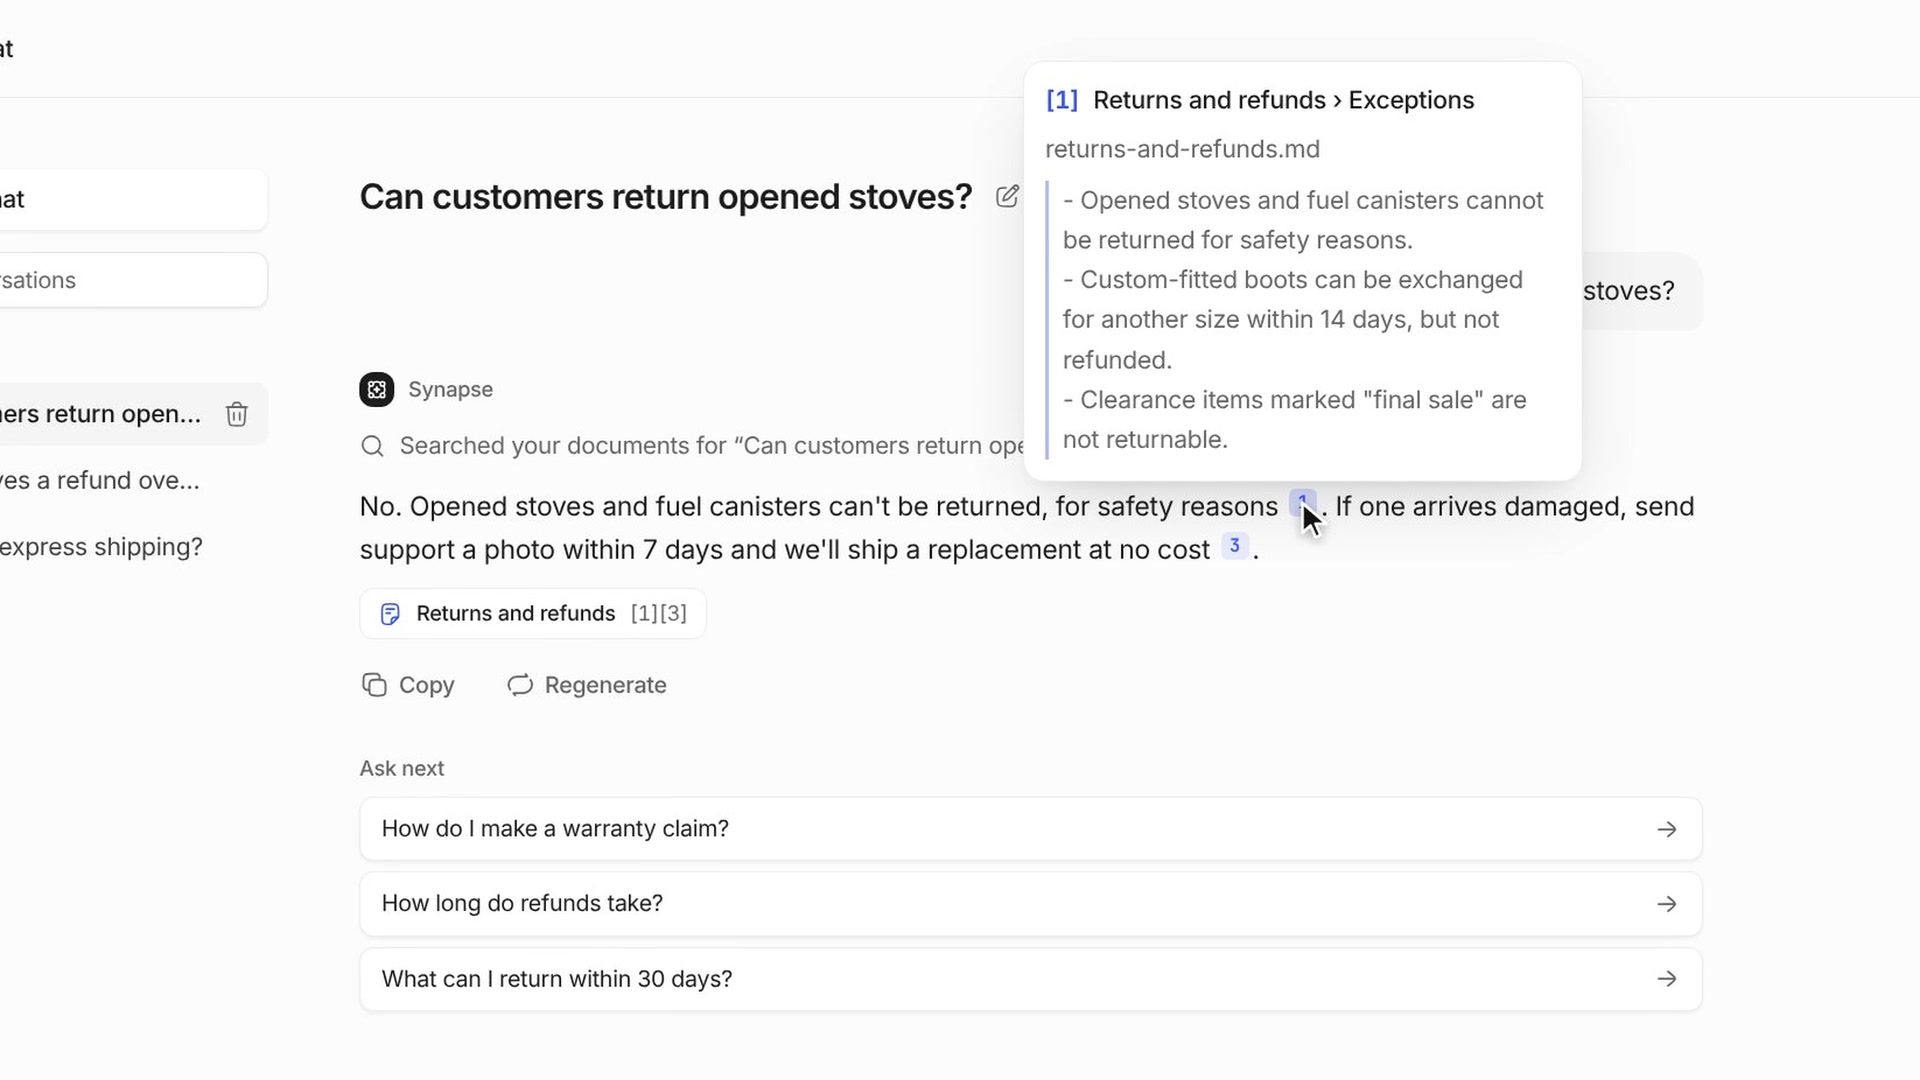 at
[1] Returns and refunds › Exceptions
returns-and-refunds.md
- Opened stoves and fuel canisters cannot
be returned for safety reasons.
- Custom-fitted boots can be exchanged
for another size within 14 days, but not
refunded.
- Clearance items marked "final sale" are
not returnable.
at
rsations
ers return open...
ves a refund ove...
express shipping?
Can customers return opened stoves?
stoves?
Synapse
Searched your documents for “Can customers return ope
No. Opened stoves and fuel canisters can't be returned, for safety reasons 1 . If one arrives damaged, send
support a photo within 7 days and we'll ship a replacement at no cost 3 .
Returns and refunds [1][3]
Copy Regenerate
Ask next
How do I make a warranty claim?
How long do refunds take?
What can I return within 30 days?